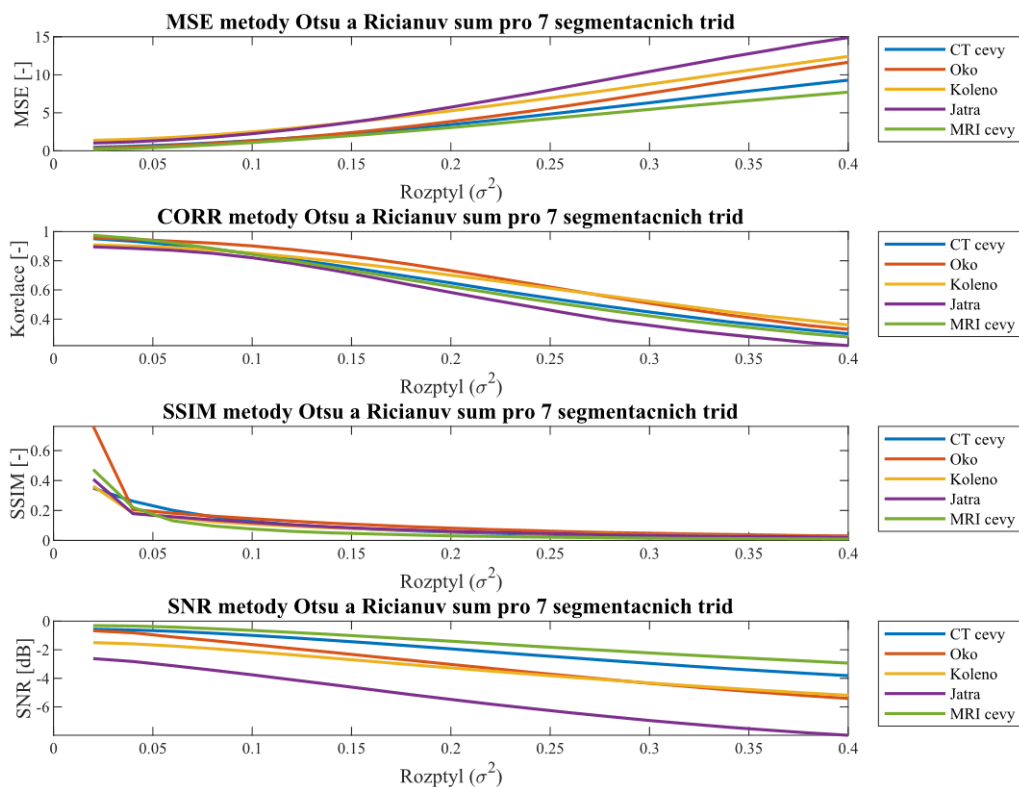 MSE metody Otsu a Ricianuv sum pro 7 segmentacnich trid
MSE [-]
15
10
5
0
0 0.05 0.1 0.15 0.2 0.25 0.3 0.35 0.4
Rozptyl (σ²)
CT cevy
Oko
Koleno
Jatra
MRI cevy
CORR metody Otsu a Ricianuv sum pro 7 segmentacnich trid
Korelace [-]
1
0.8
0.6
0.4
0 0.05 0.1 0.15 0.2 0.25 0.3 0.35 0.4
Rozptyl (σ²)
CT cevy
Oko
Koleno
Jatra
MRI cevy
SSIM metody Otsu a Ricianuv sum pro 7 segmentacnich trid
SSIM [-]
0.6
0.4
0.2
0
0 0.05 0.1 0.15 0.2 0.25 0.3 0.35 0.4
Rozptyl (σ²)
CT cevy
Oko
Koleno
Jatra
MRI cevy
SNR metody Otsu a Ricianuv sum pro 7 segmentacnich trid
SNR [dB]
0
-2
-4
-6
0 0.05 0.1 0.15 0.2 0.25 0.3 0.35 0.4
Rozptyl (σ²)
CT cevy
Oko
Koleno
Jatra
MRI cevy